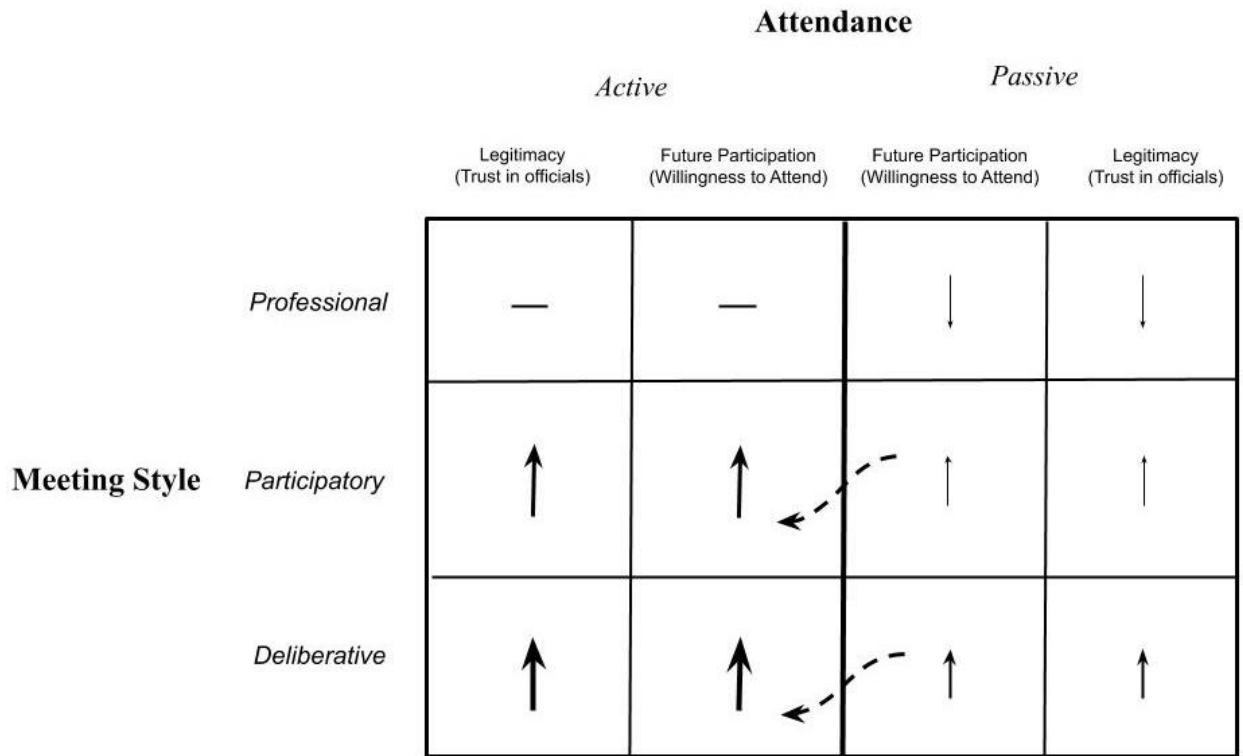 Attendance
Active
Passive
Legitimacy
(Trust in officials)
Future Participation
(Willingness to Attend)
Future Participation
(Willingness to Attend)
Legitimacy
(Trust in officials)
Professional
Meeting Style
Participatory
Deliberative